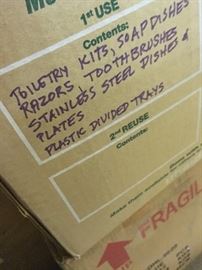 1st USE
Contents:
TOILETRY KITS, SOAP DISHES
RAZORS, TOOTHBRUSHES
STAINLESS STEEL DISHES &
PLATES
PLASTIC DIVIDED TRAYS
2nd REUSE
Contents:
FRAGIL